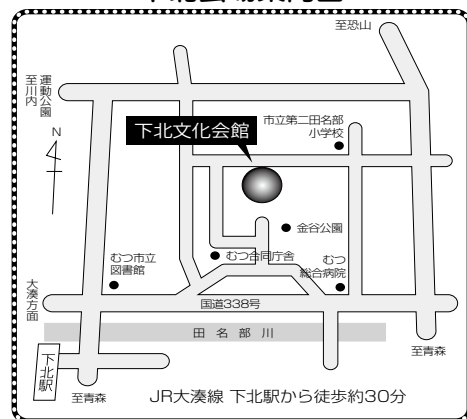 至恐山
運動公園
至川内
N
市立第二田名部
小学校
下北文化会館
金谷公園
むつ市立
図書館
むつ合同庁舎
むつ
総合病院
大湊方面
国道338号
田名部川
下北駅
至青森
至青森
JR大湊線 下北駅から徒歩約30分